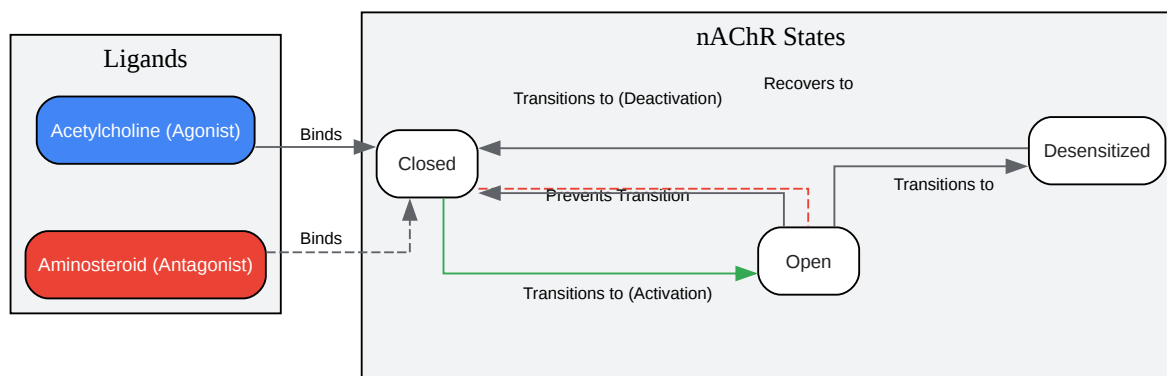 Ligands
Acetylcholine (Agonist)
Aminosteroid (Antagonist)
Binds
Binds
nAChR States
Recovers to
Transitions to (Deactivation)
Closed
Desensitized
Prevents Transition
Transitions to
Open
Transitions to (Activation)